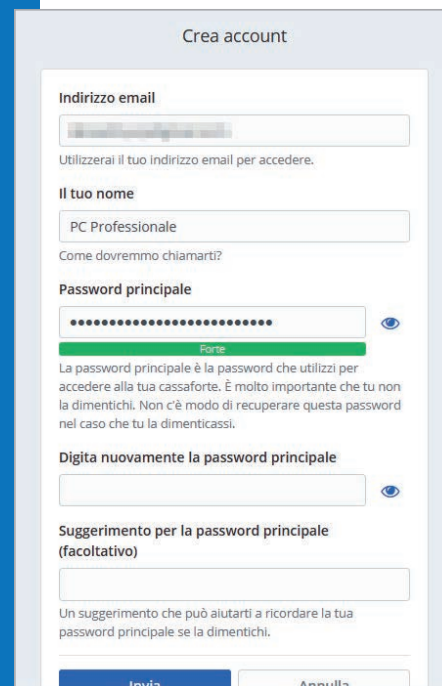 Crea account
Indirizzo email
Utilizzerai il tuo indirizzo email per accedere.
Il tuo nome
PC Professionale
Come dovremmo chiamarti?
Password principale
••••••••••••••••••••••••••
Forte
La password principale è la password che utilizzi per
accedere alla tua cassaforte. È molto importante che tu non
la dimentichi. Non c'è modo di recuperare questa password
nel caso che tu la dimenticassi.
Digita nuovamente la password principale
Suggerimento per la password principale
(facoltativo)
Un suggerimento che può aiutarti a ricordare la tua
password principale se la dimentichi.
Invia
Annulla